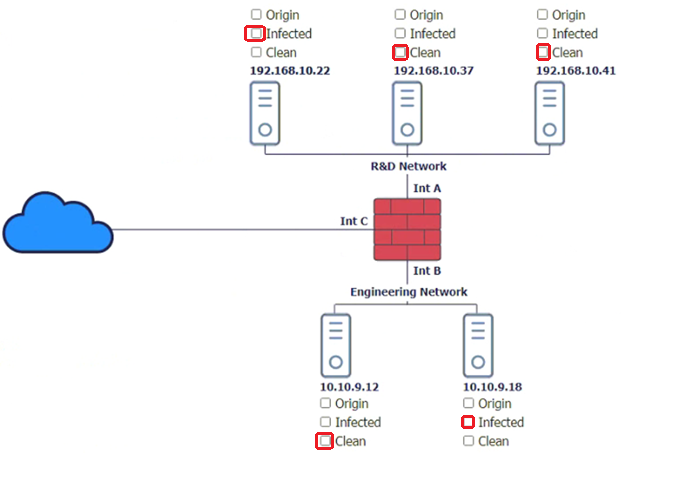 Origin
Infected
Clean
192.168.10.22
Origin
Infected
Clean
192.168.10.37
Origin
Infected
Clean
192.168.10.41
R&D Network
Int A
Int C
Int B
Engineering Network
10.10.9.12
Origin
Infected
Clean
10.10.9.18
Origin
Infected
Clean